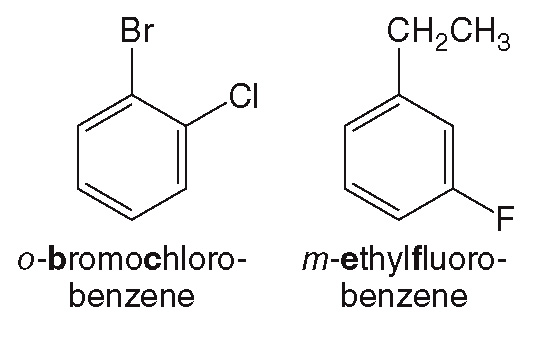 Br
Cl
o-bromochloro-
benzene
CH₂CH₃
F
m-ethylfluoro-
benzene